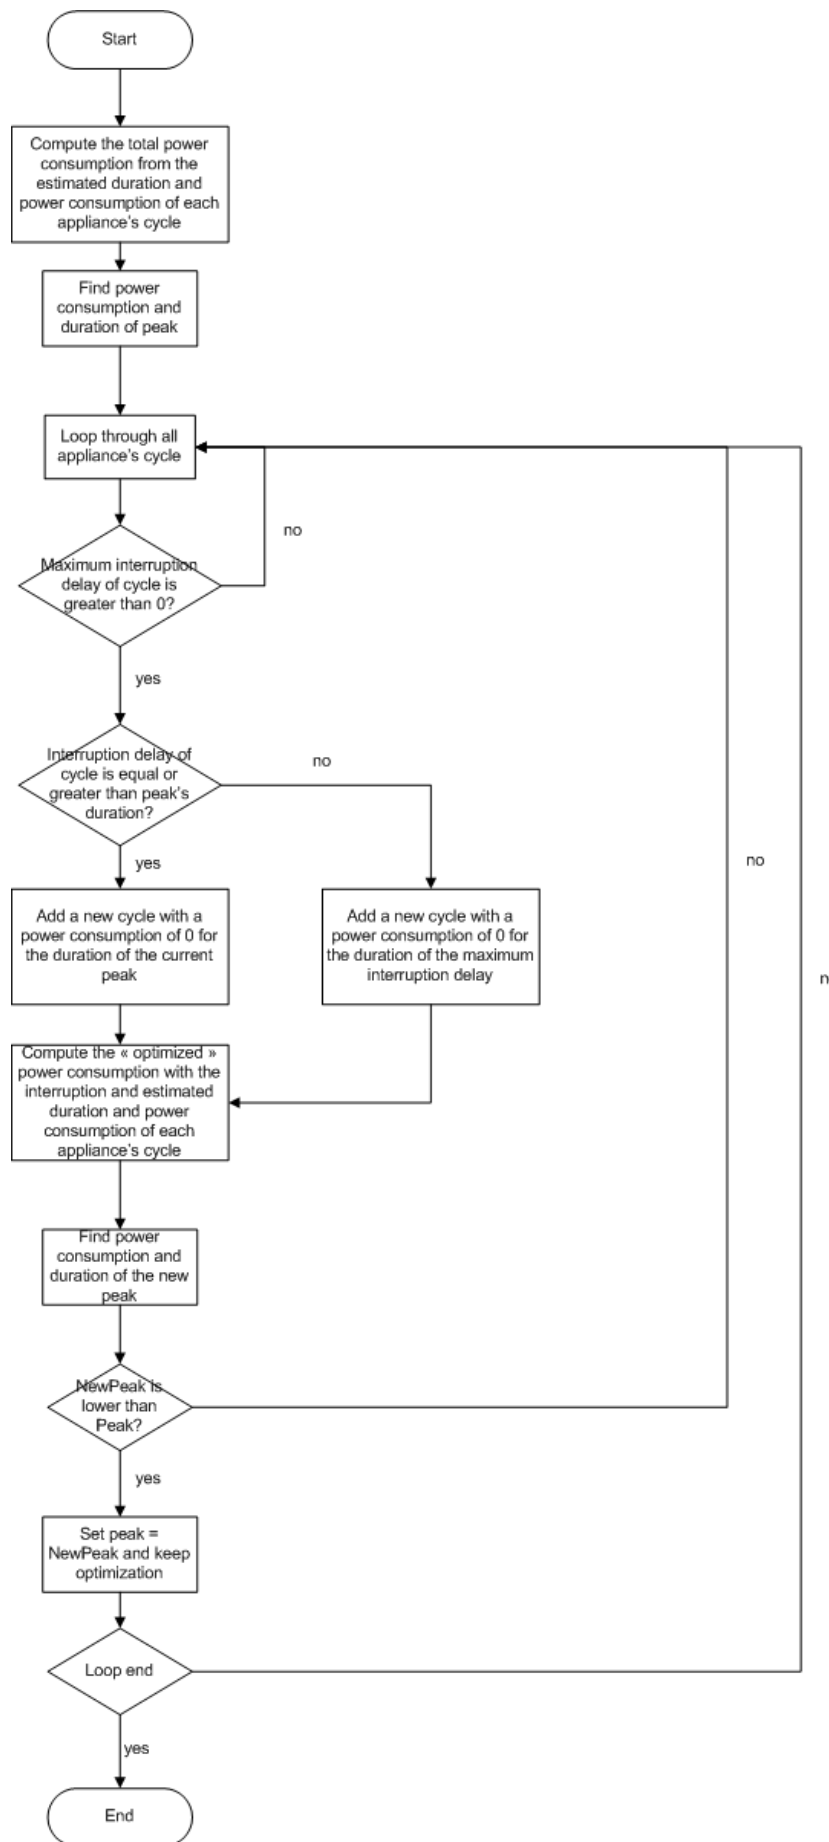 Start
Compute the total power
consumption from the
estimated duration and
power consumption of each
appliance's cycle
Find power
consumption and
duration of peak
Loop through all
appliance's cycle
no
Maximum interruption
delay of cycle is
greater than 0?
yes
Interruption delay of
cycle is equal or
greater than peak's
duration?
no
yes
no
Add a new cycle with a
power consumption of 0 for
the duration of the current
peak
Add a new cycle with a
power consumption of 0 for
the duration of the maximum
interruption delay
n
Compute the « optimized »
power consumption with the
interruption and estimated
duration and power
consumption of each
appliance's cycle
Find power
consumption and
duration of the new
peak
NewPeak is
lower than
Peak?
yes
Set peak =
NewPeak and keep
optimization
Loop end
yes
End